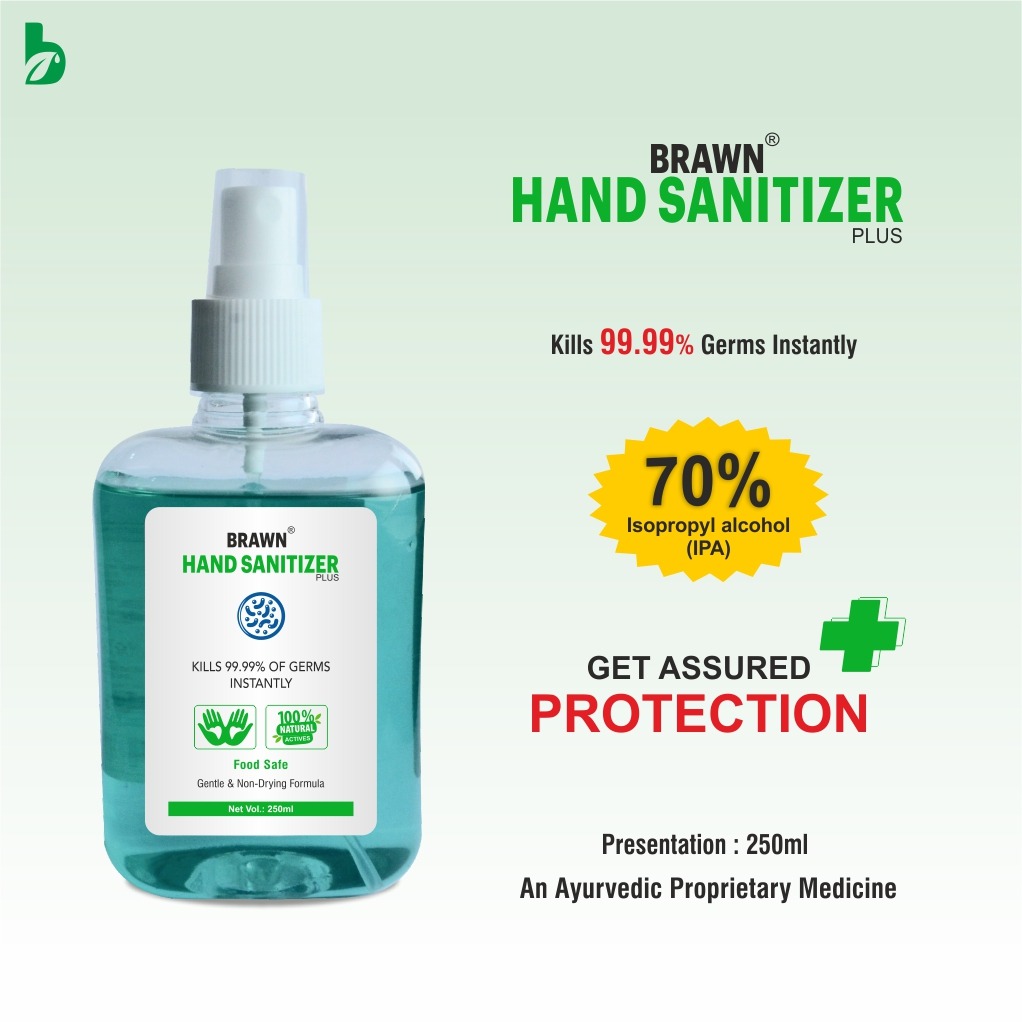 BRAWN®
HAND SANITIZER
PLUS
Kills 99.99% Germs Instantly
70%
Isopropyl alcohol
(IPA)
GET ASSURED
PROTECTION
Presentation : 250ml
An Ayurvedic Proprietary Medicine
BRAWN®
HAND SANITIZER
PLUS
KILLS 99.99% OF GERMS
INSTANTLY
100%
NATURAL
ACTIVES
Food Safe
Gentle & Non-Drying Formula
Net Vol.: 250ml